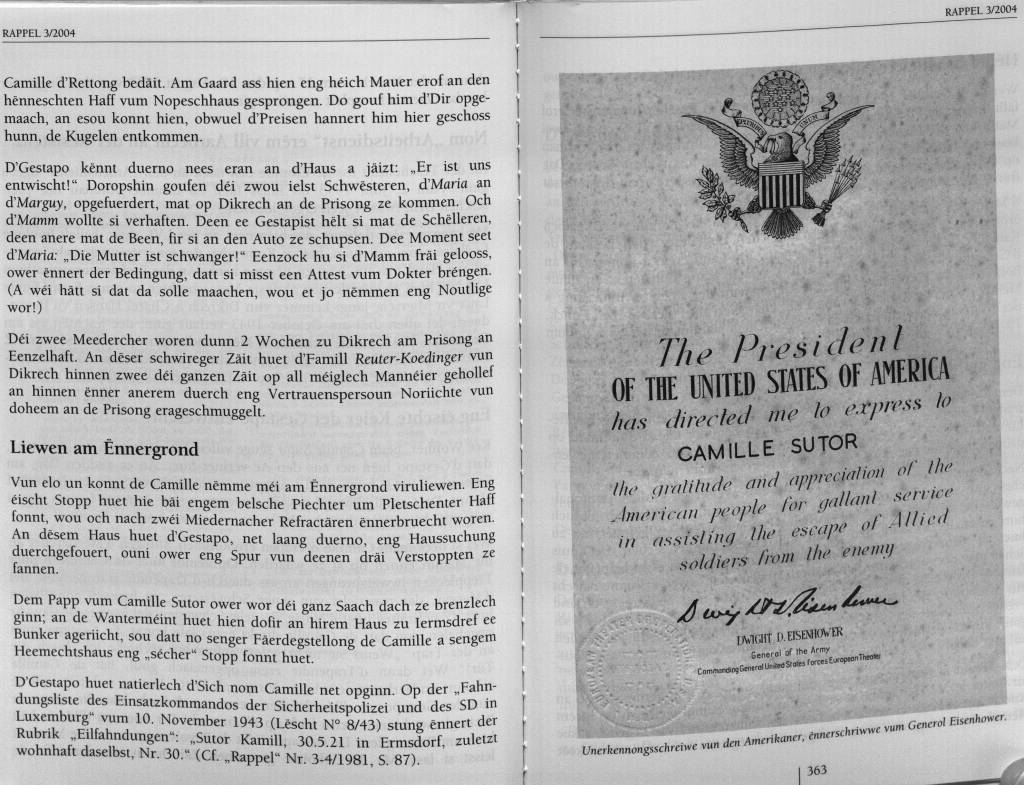 RAPPEL 3/2004
Camille d'Rettong bedäit. Am Gaard ass hien eng héich Mauer erof an den
hënneschten Haff vum Nopeschhaus gesprongen. Do gouf him d'Dir opge-
maach, an esou konnt hien, obwuel d'Preisen hannert him hier geschoss
hunn, de Kugelen entkommen.
D'Gestapo kënnt duerno nees eran an d'Haus a jäizt: „Er ist uns
entwischt!“ Doropshin goufen déi zwou ielst Schwësteren, d'Maria an
d'Marguy, opgefuerdert, mat op Dikrech an de Prisong ze kommen. Och
d'Mamm wollte si verhaften. Deen ee Gestapist hëlt si mat de Schëlleren,
deen anere mat de Been, fir si an den Auto ze schupsen. Dee Moment seet
d'Maria: „Die Mutter ist schwanger!“ Eenzock hu si d'Mamm fräi gelooss,
ower ënnert der Bedingung, datt si misst een Attest vum Dokter bréngen.
(A wéi hätt si dat da solle maachen, wou et jo nëmmen eng Noutlige
wor!)
Déi zwee Meedercher woren dunn 2 Wochen zu Dikrech am Prisong an
Eenzelhaft. An dëser schwireger Zäit huet d'Famill Reuter-Koedinger vun
Dikrech hinnen zwee déi ganzen Zäit op all méiglech Mannéier gehollef
an hinnen ënner anerem duerch eng Vertrauenspersoun Noriichte vun
doheem an de Prisong erageschmuggelt.
Liewen am Ënnergrond
Vun elo un konnt de Camille nëmme méi am Ënnergrond viruliewen. Eng
éischt Stopp huet hie bäi engem belsche Piechter um Pletschenter Haff
fonnt, wou och nach zwéi Miedernacher Refractären ënnerbruecht woren.
An dësem Haus huet d'Gestapo, net laang duerno, eng Haussuchung
duerchgefouert, ouni ower eng Spur vun deenen dräi Verstoppten ze
fannen.
Dem Papp vum Camille Sutor ower wor déi ganz Saach dach ze brenzlech
ginn; an de Wanterméint huet hien dofir an hirem Haus zu Iermsdref ee
Bunker ageriicht, sou datt no senger Fäerdegstellung de Camille a sengem
Heemechtshaus eng „sécher“ Stopp fonnt huet.
D'Gestapo huet natierlech d'Sich nom Camille net opginn. Op der „Fahn-
dungsliste des Einsatzkommandos der Sicherheitspolizei und des SD in
Luxemburg“ vum 10. November 1943 (Lëscht N° 8/43) stung ënnert der
Rubrik „Eilfahndungen“: „Sutor Kamill, 30.5.21 in Ermsdorf, zuletzt
wohnhaft daselbst, Nr. 30.“ (Cf. „Rappel“ Nr. 3-4/1981, S. 87).
RAPPEL 3/2004
E PLURIBUS UNUM
The President
OF THE UNITED STATES OF AMERICA
has directed me to express to
CAMILLE SUTOR
the gratitude and appreciation of the
American people for gallant service
in assisting the escape of Allied
soldiers from the enemy
Dwight D. Eisenhower
DWIGHT D. EISENHOWER
General of the Army
Commanding General United States Forces European Theater
Unerkennongsschreiwe vun den Amerikaner, ënnerschriwwe vum Generol Eisenhower.
363